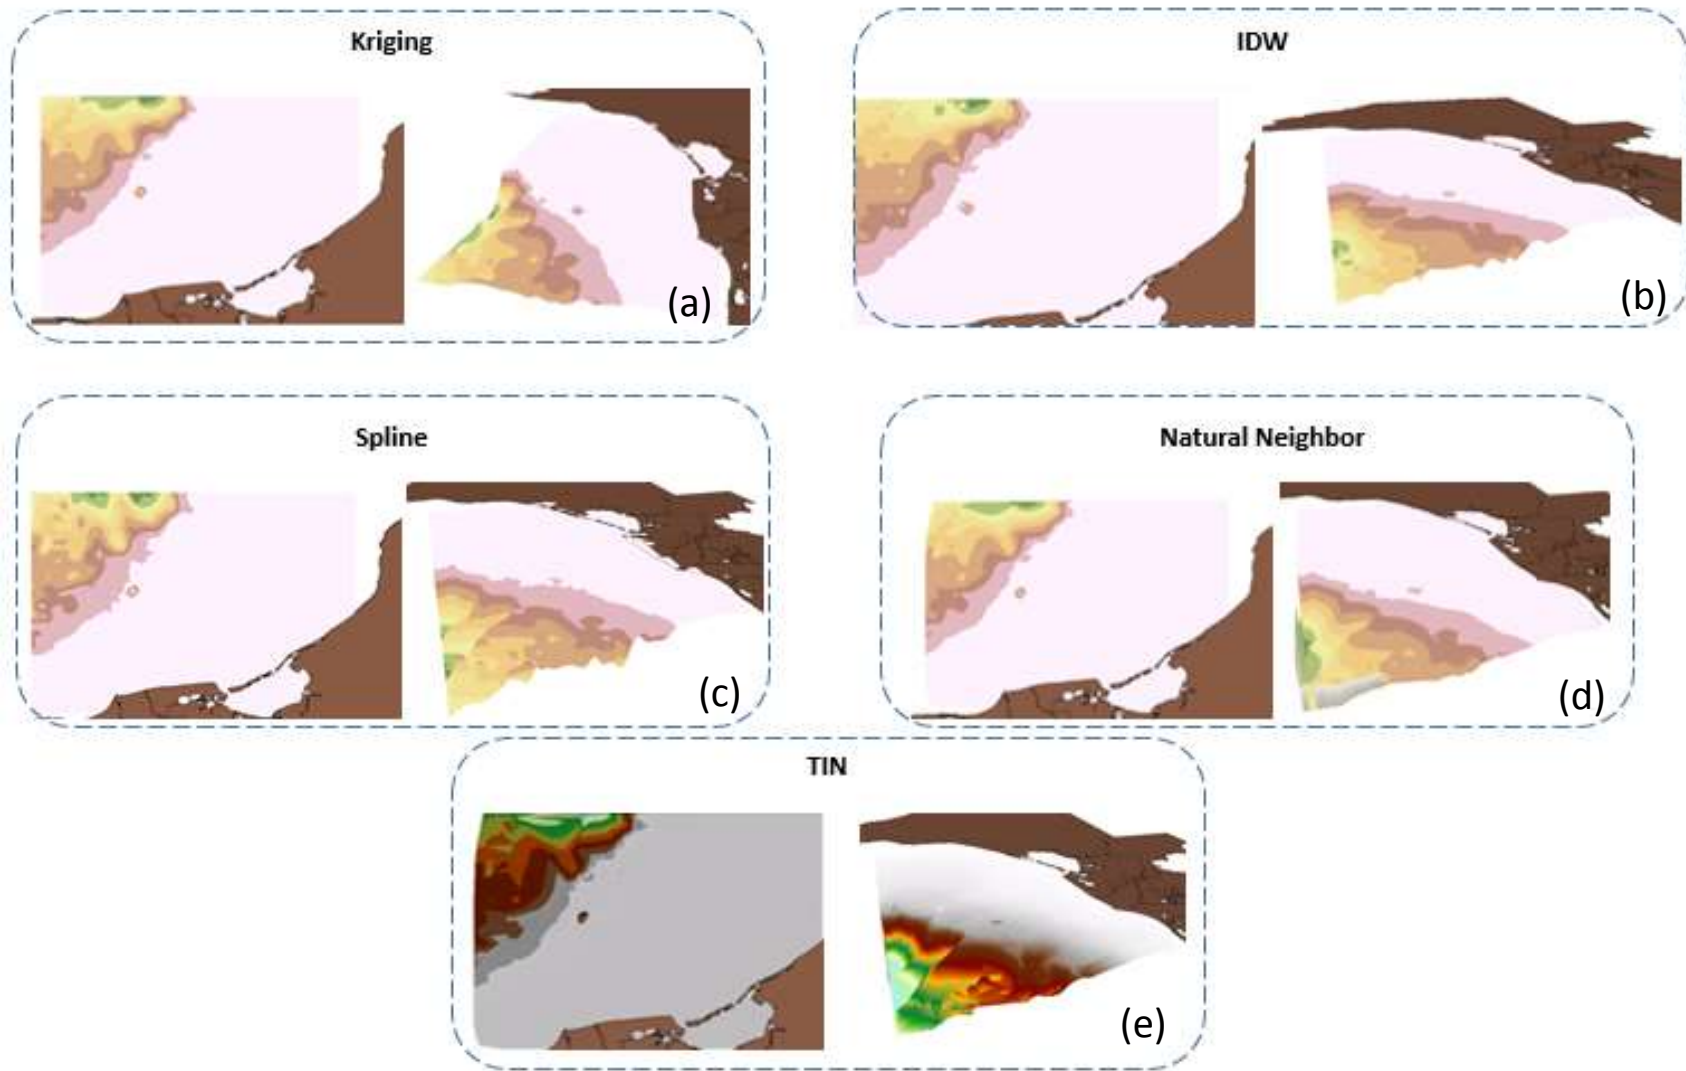 Kriging
IDW
(a)
(b)
Spline
Natural Neighbor
(c)
(d)
TIN
(e)